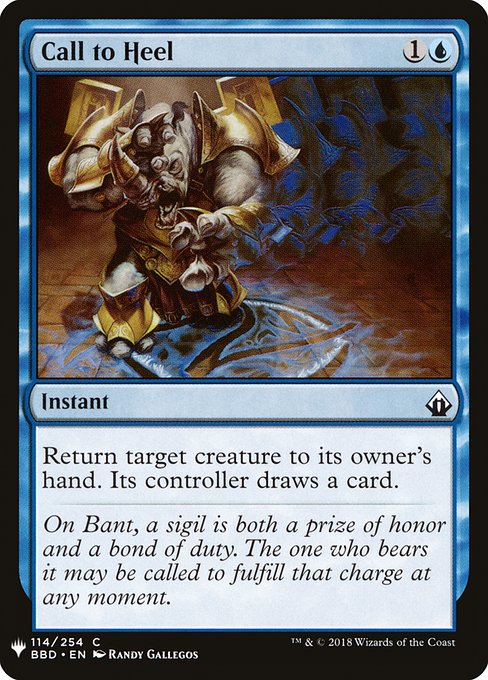 Call to Heel 1
Instant
Return target creature to its owner's
hand. Its controller draws a card.
On Bant, a sigil is both a prize of honor
and a bond of duty. The one who bears
it may be called to fulfill that charge at
any moment.
114/254 C
BBD • EN Randy Gallegos
™ & © 2018 Wizards of the Coast